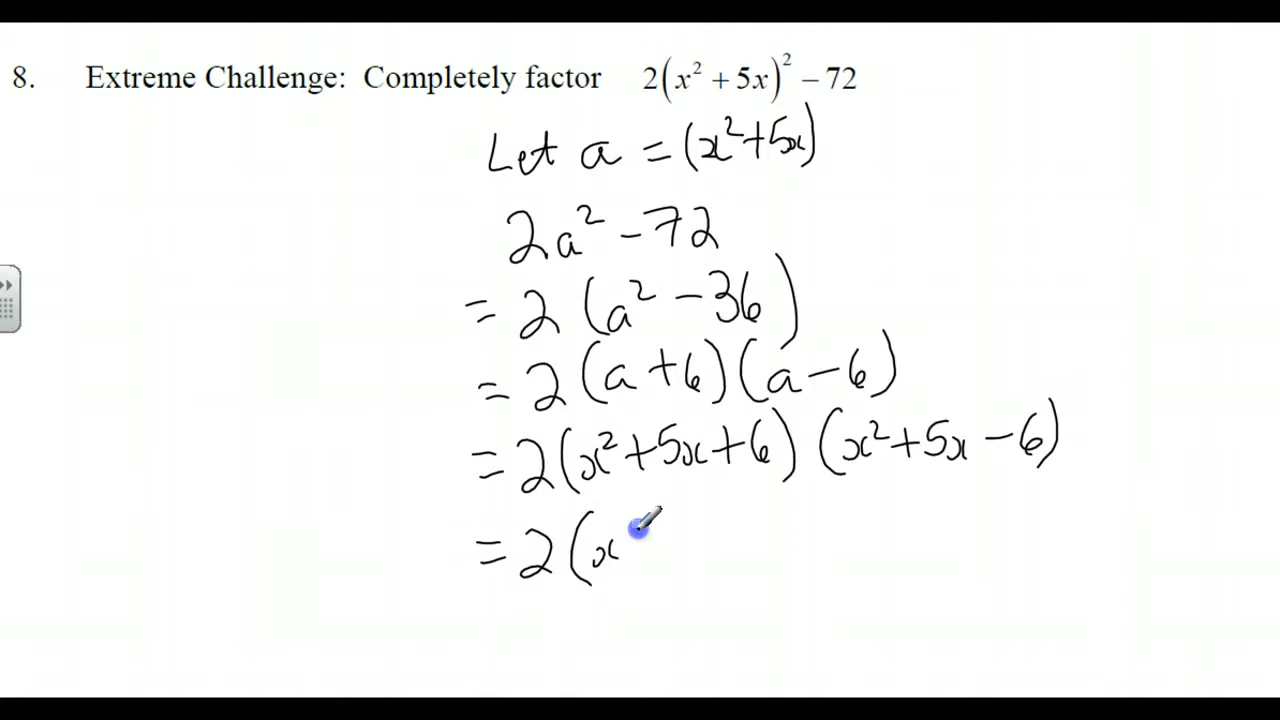 8. Extreme Challenge: Completely factor 2(x² + 5x)² − 72
Let a = (x²+5x)
2a² − 72
= 2 (a² − 36)
= 2 (a + 6) (a − 6)
= 2 (x² + 5x + 6) (x² + 5x − 6)
= 2 (x